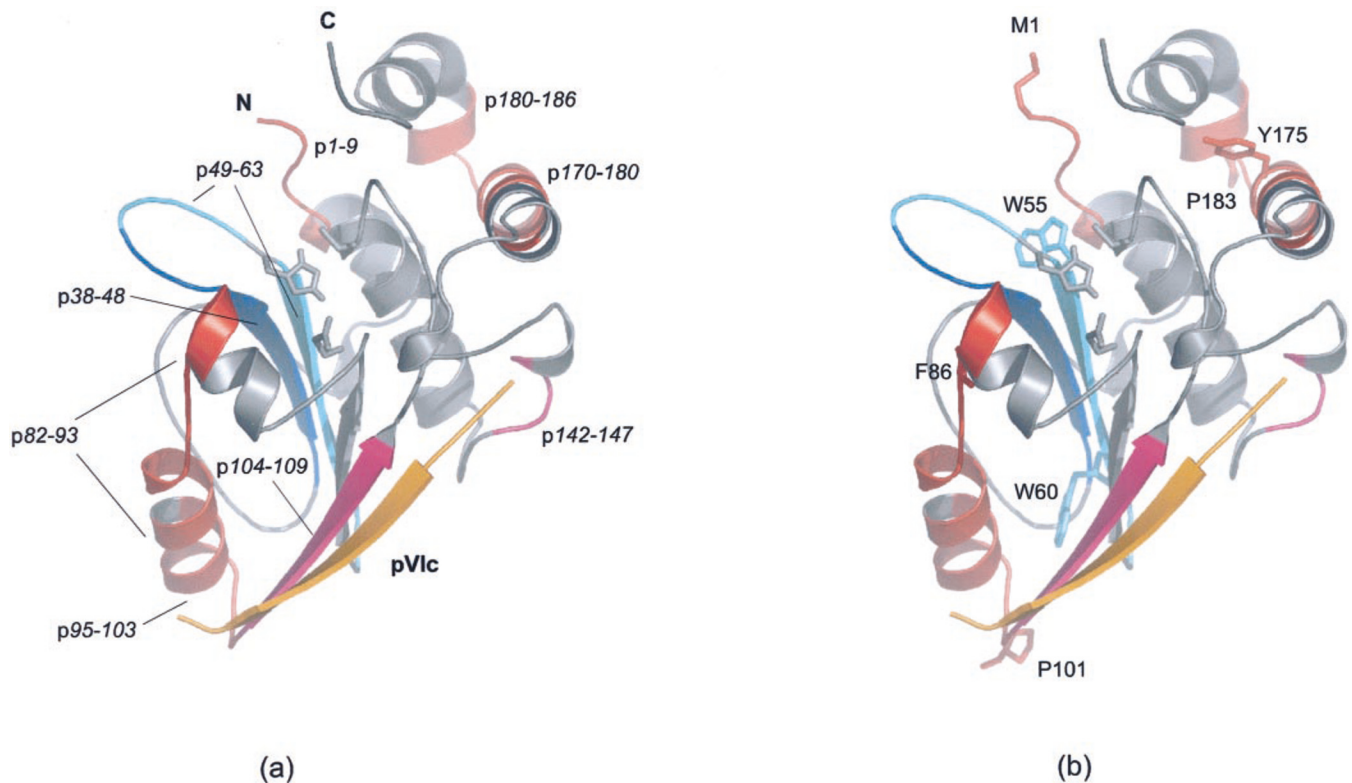 C
N
p180-186
p1-9
p170-180
p49-63
p38-48
p82-93
p104-109
p142-147
pVIc
p95-103
(a)
M1
Y175
P183
W55
F86
W60
P101
(b)